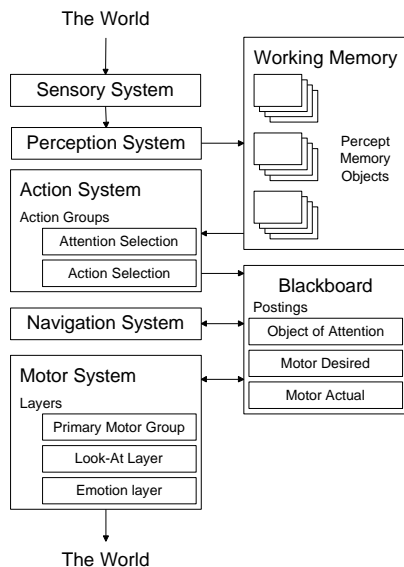 The World
Sensory System
Perception System
Working Memory
Percept
Memory
Objects
Action System
Action Groups
Attention Selection
Action Selection
Blackboard
Postings
Object of Attention
Motor Desired
Motor Actual
Navigation System
Motor System
Layers
Primary Motor Group
Look-At Layer
Emotion layer
The World